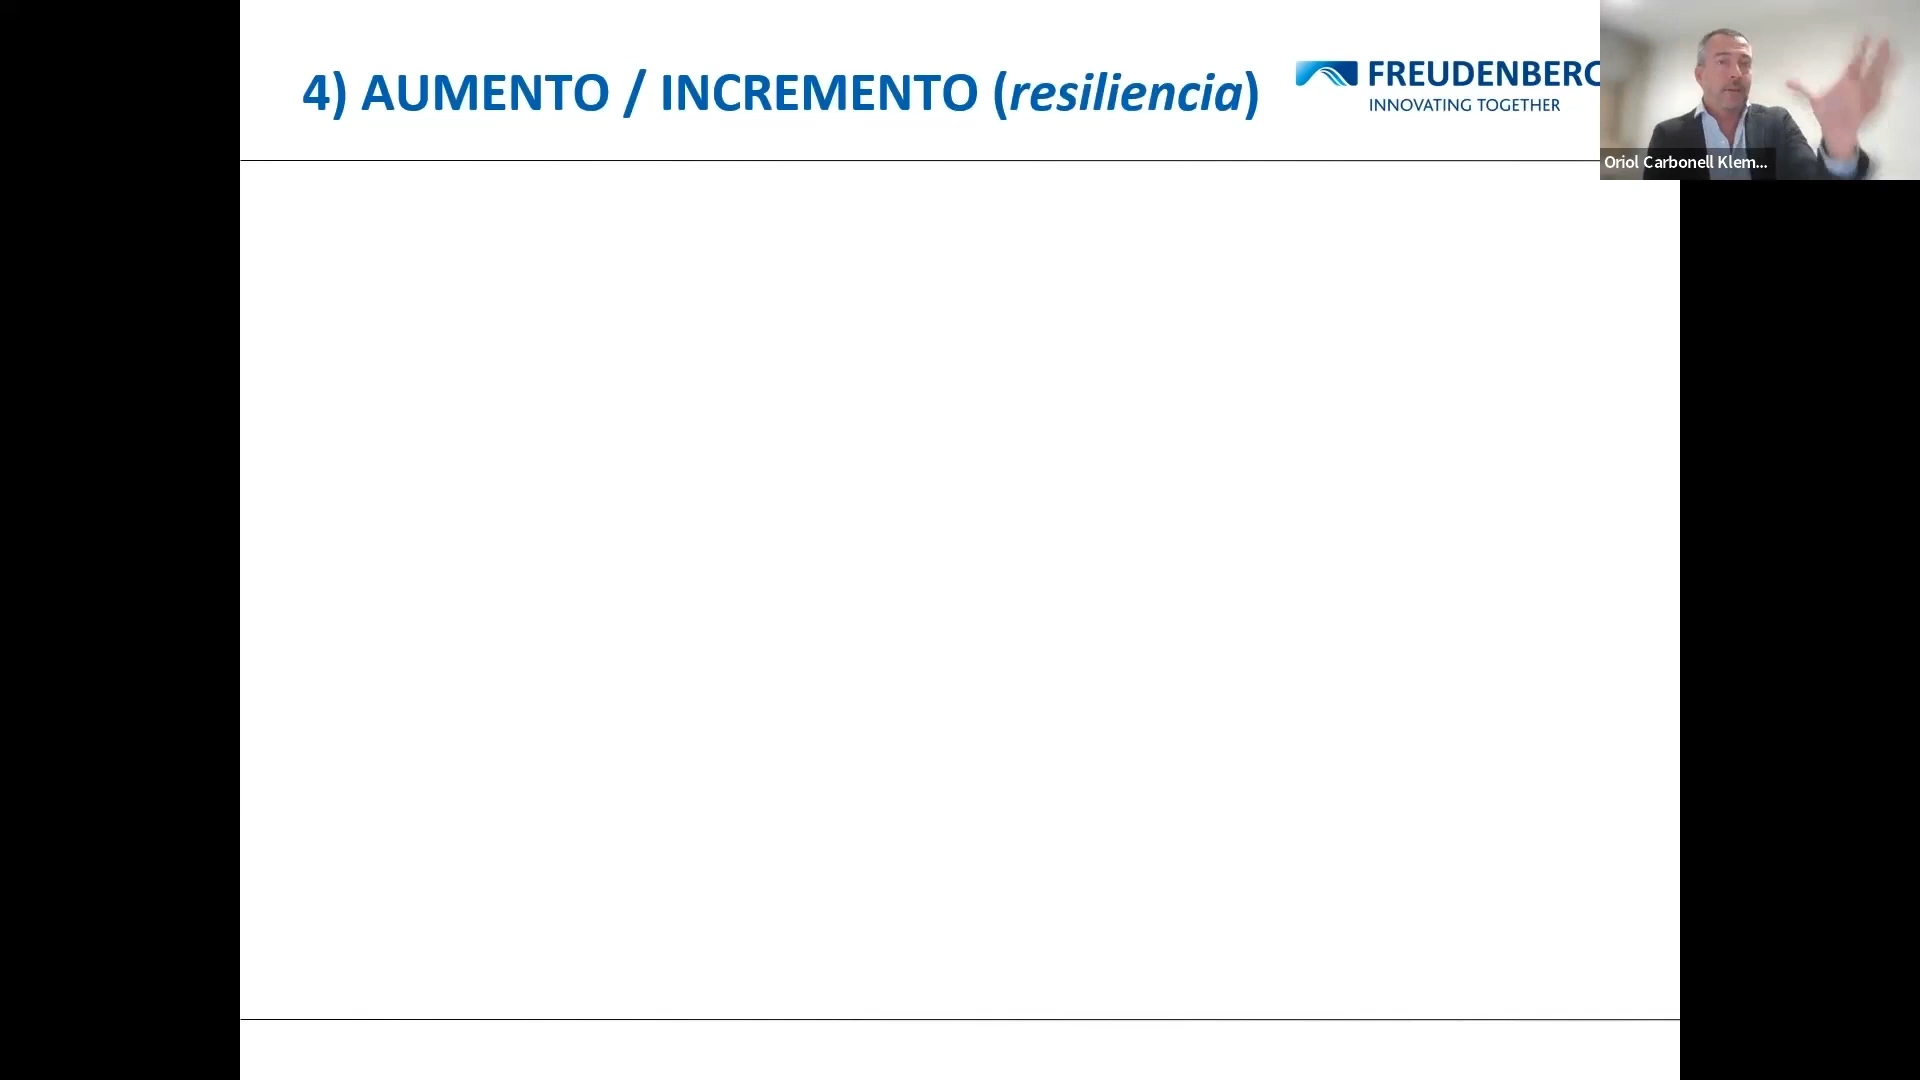 4) AUMENTO / INCREMENTO (resiliencia)
FREUDENBERG
INNOVATING TOGETHER
Oriol Carbonell Klem...